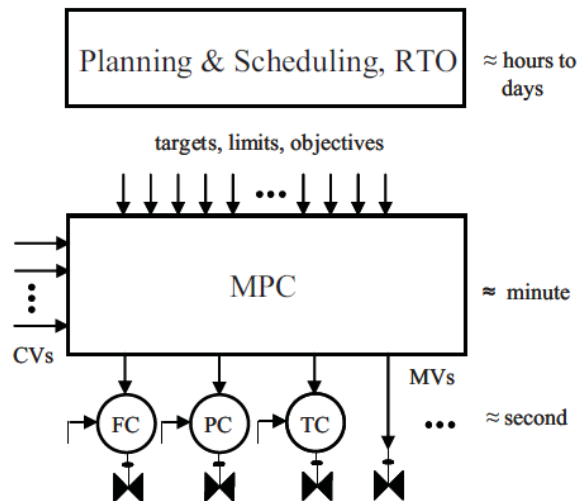 Planning & Scheduling, RTO
≈ hours to
days
targets, limits, objectives
•••
MPC
≈ minute
CVs
MVs
FC
PC
TC
•••
≈ second